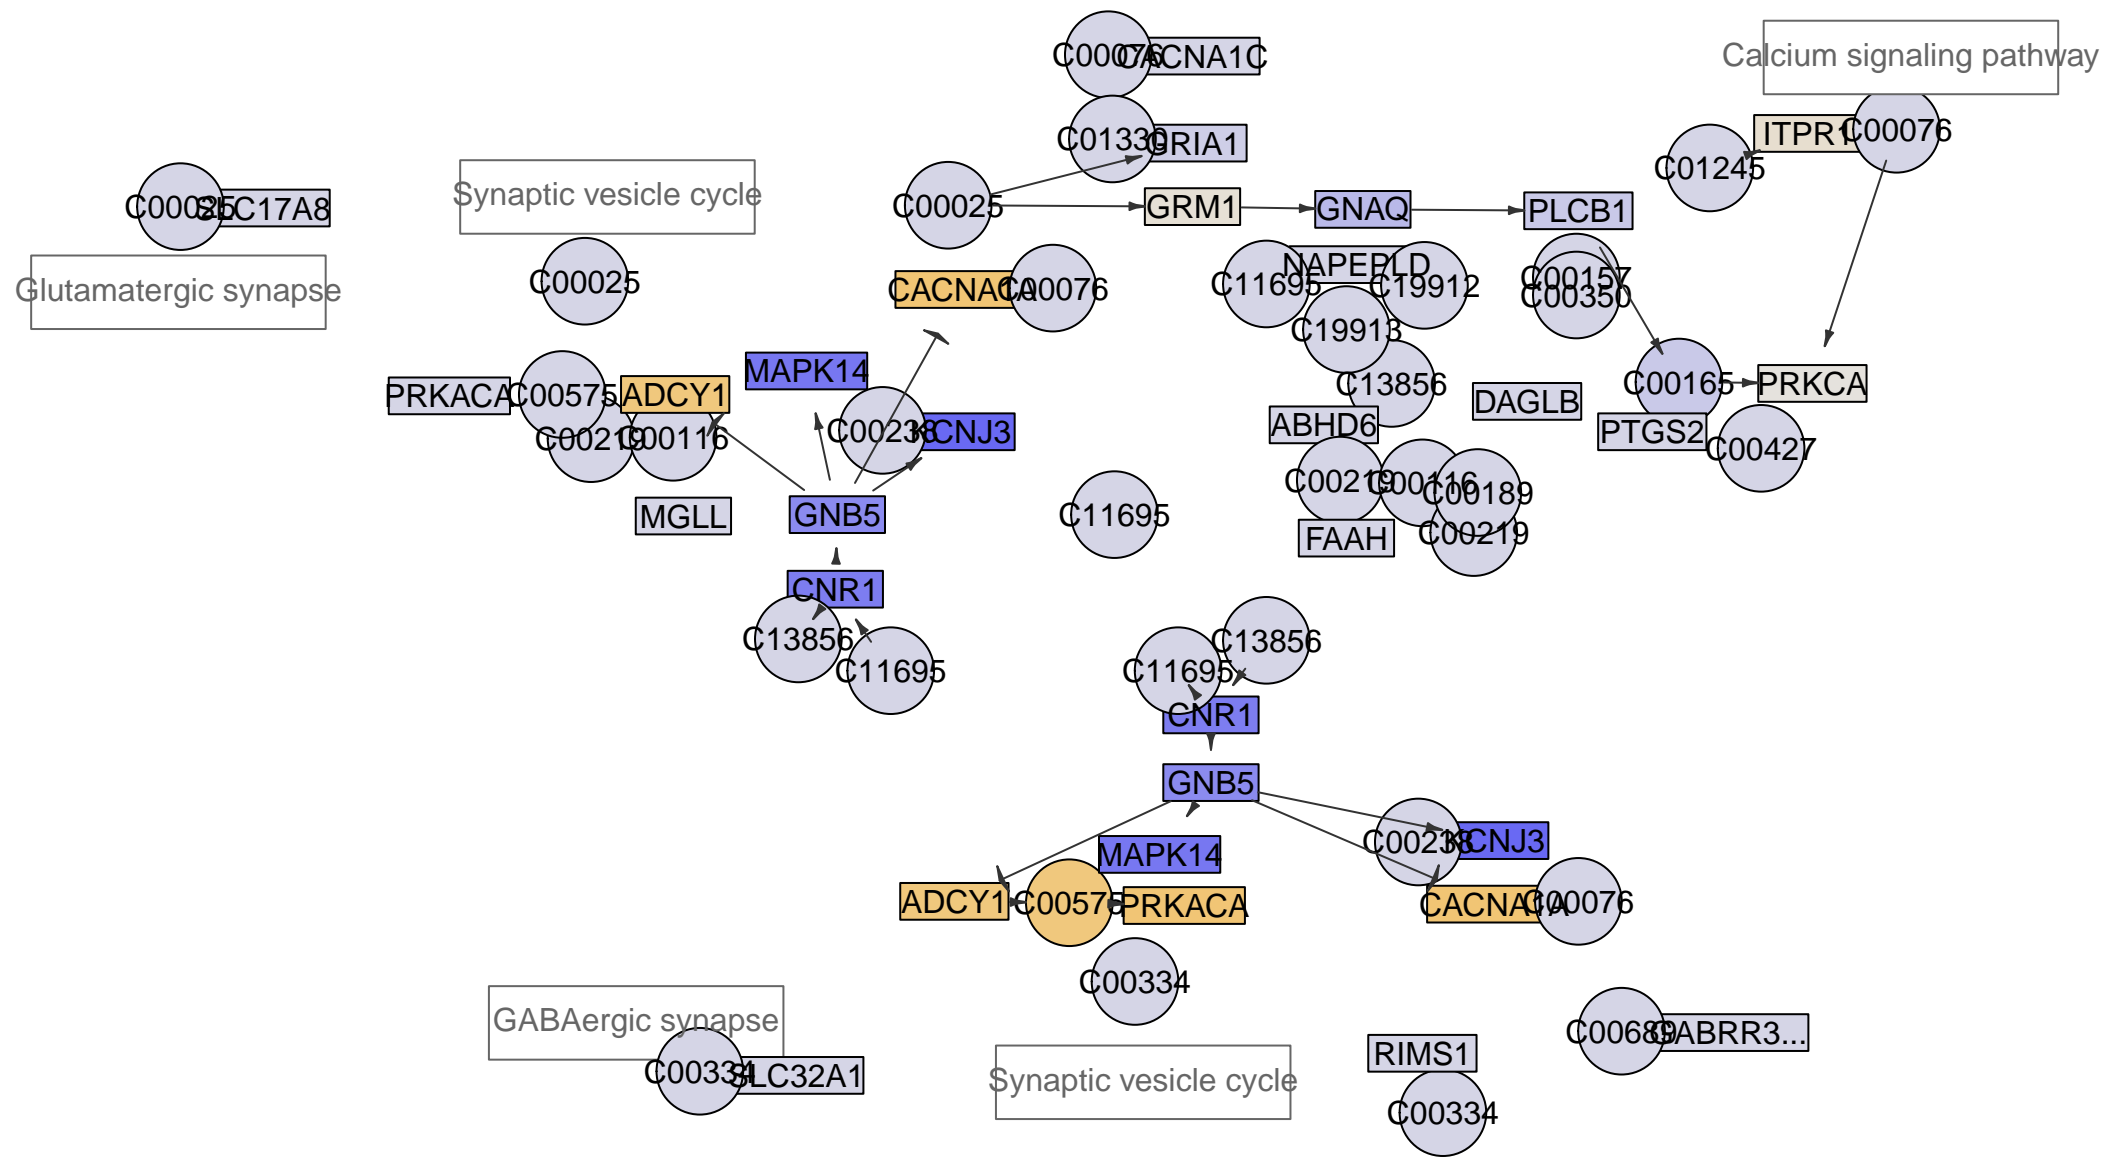 C00076
CACNA1C
Calcium signaling pathway
C01330
GRIA1
ITPR1
C00076
C01245
C00025
SLC17A8
Synaptic vesicle cycle
C00025
GRM1
GNAQ
PLCB1
Glutamatergic synapse
C00025
CACNA1A
C00076
C11695
NAPEPLD
C19912
C00157
C00350
C19913
MAPK14
PRKACA
C00575
ADCY1
C13856
DAGLB
C00165
PRKCA
C00219
C00116
C00238
KCNJ3
ABHD6
PTGS2
C00427
MGLL
GNB5
C11695
C00219
C00116
C00189
FAAH
C00219
CNR1
C13856
C11695
C11695
C13856
CNR1
GNB5
MAPK14
C00238
KCNJ3
ADCY1
C00575
PRKACA
CACNA1A
C00076
C00334
GABAergic synapse
C00334
SLC32A1
Synaptic vesicle cycle
RIMS1
C00334
C00689
GABRR3...